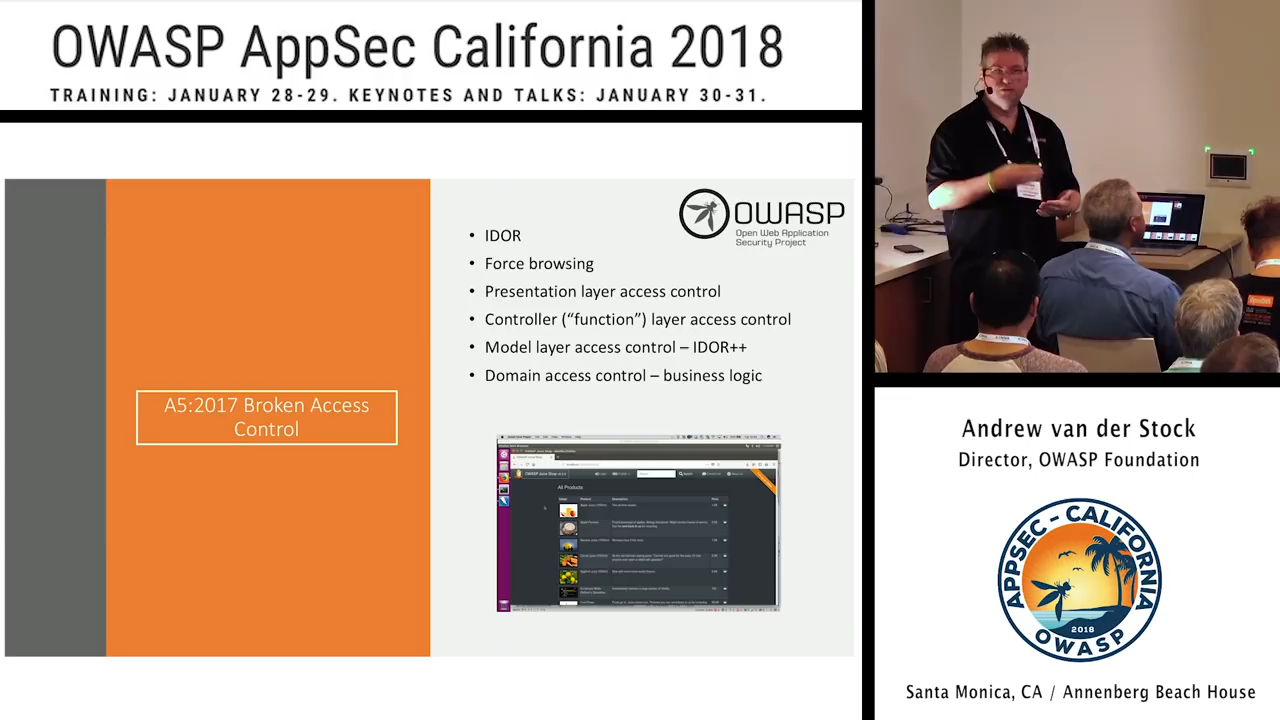 OWASP AppSec California 2018
TRAINING: JANUARY 28-29. KEYNOTES AND TALKS: JANUARY 30-31.
A5:2017 Broken Access
Control
OWASP
Open Web Application
Security Project
• IDOR
• Force browsing
• Presentation layer access control
• Controller (“function”) layer access control
• Model layer access control – IDOR++
• Domain access control – business logic
All Products
Andrew van der Stock
Director, OWASP Foundation
APPSEC - CALIFORNIA
2018
OWASP
Santa Monica, CA / Annenberg Beach House